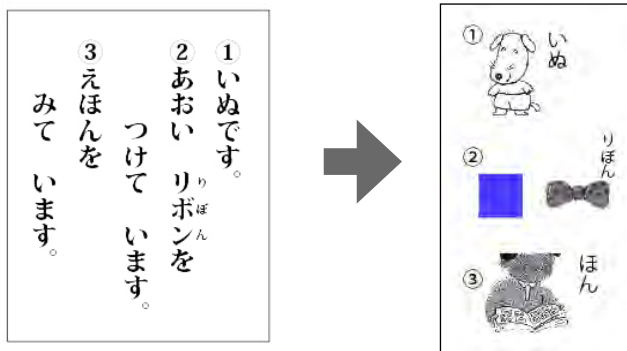 ①いぬです。
②あおい リボンを
りぼん
つけて います。
③えほんを
みて います。
①
いぬ
②
りぼん
③
ほん